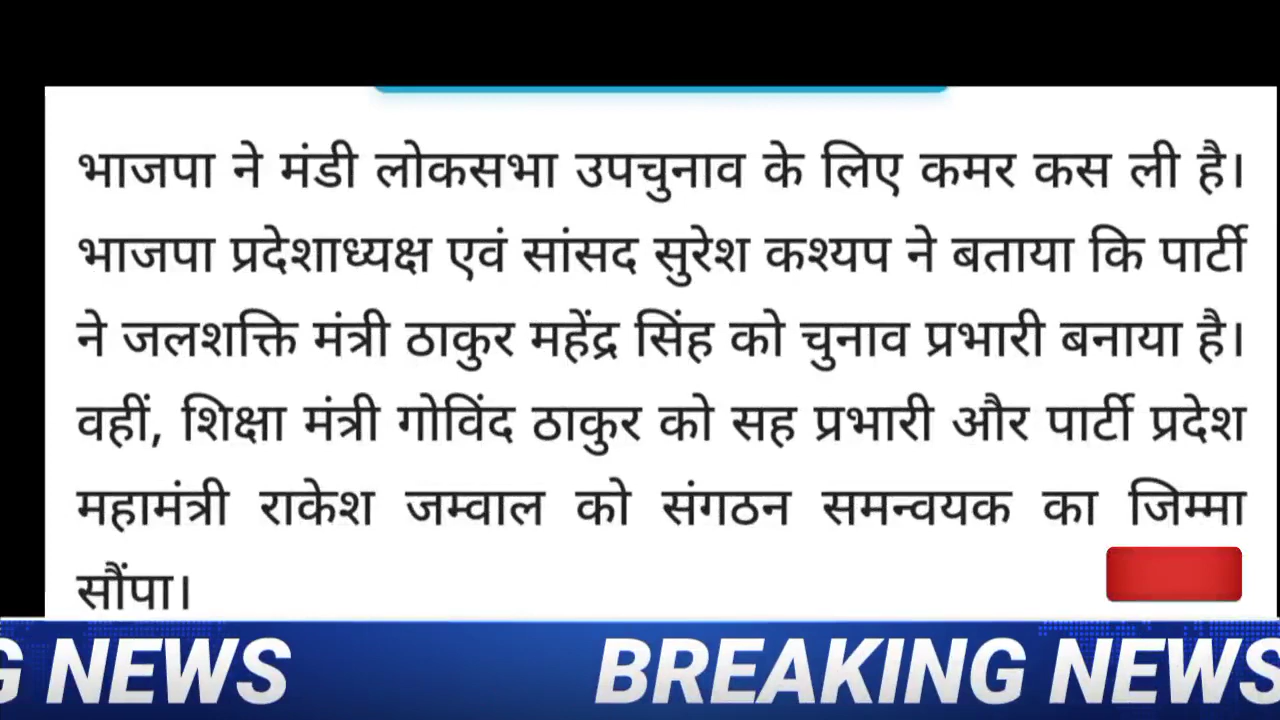 भाजपा ने मंडी लोकसभा उपचुनाव के लिए कमर कस ली है।
भाजपा प्रदेशाध्यक्ष एवं सांसद सुरेश कश्यप ने बताया कि पार्टी
ने जलशक्ति मंत्री ठाकुर महेंद्र सिंह को चुनाव प्रभारी बनाया है।
वहीं, शिक्षा मंत्री गोविंद ठाकुर को सह प्रभारी और पार्टी प्रदेश
महामंत्री राकेश जम्वाल को संगठन समन्वयक का जिम्मा
सौंपा।
G NEWS BREAKING NEWS